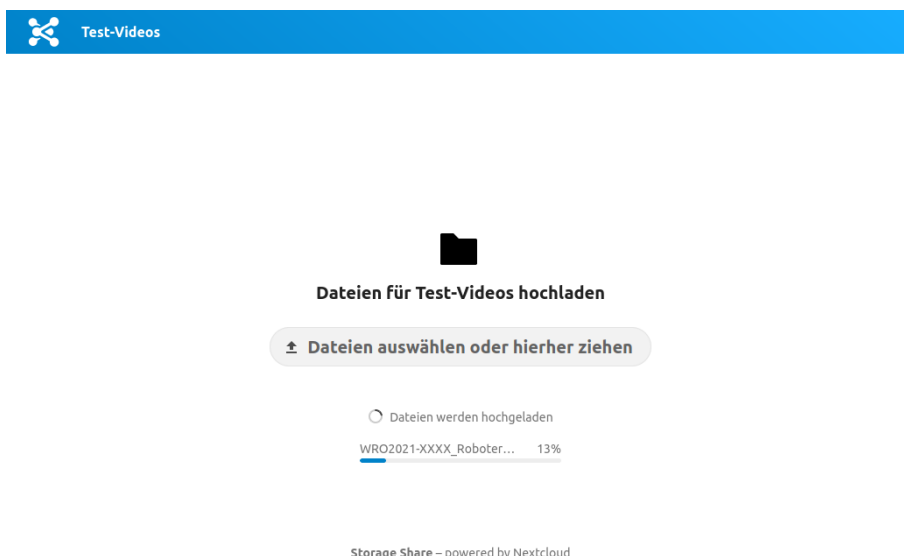 Test-Videos
Dateien für Test-Videos hochladen
Dateien auswählen oder hierher ziehen
Dateien werden hochgeladen
WRO2021-XXXX_Roboter... 13%
Storage Share – powered by Nextcloud